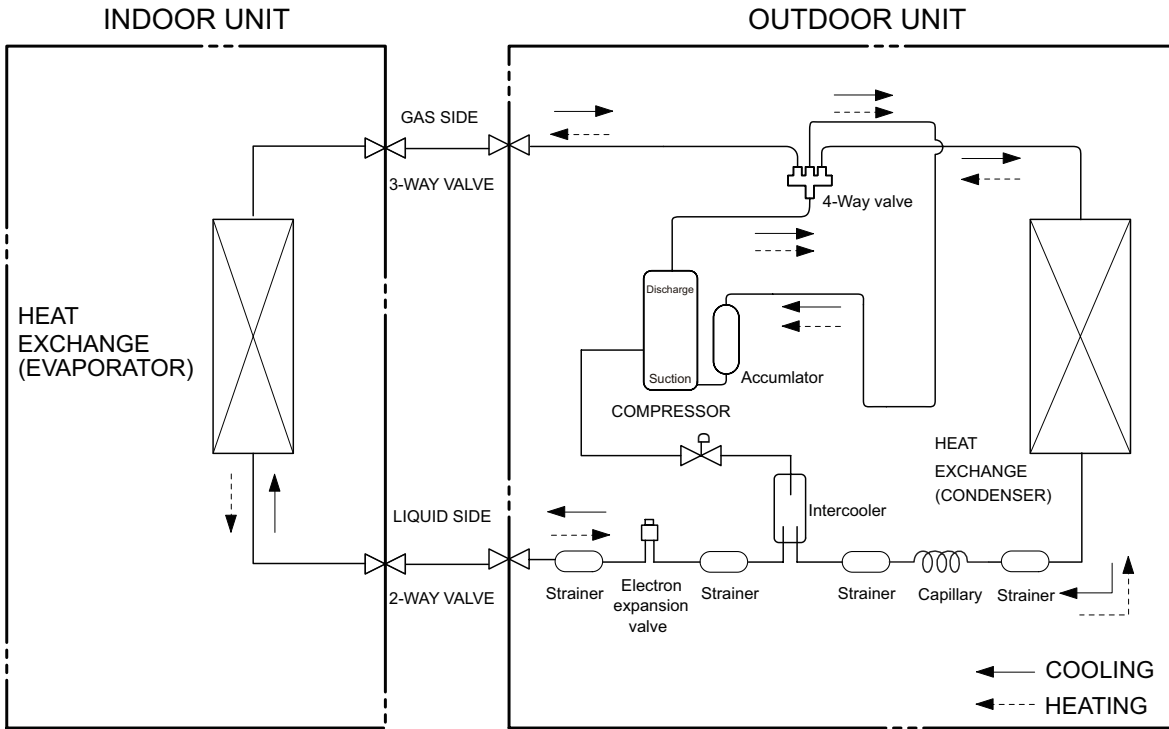 INDOOR UNIT
OUTDOOR UNIT
GAS SIDE
3-WAY VALVE
4-Way valve
Discharge
Suction
Accumlator
COMPRESSOR
HEAT
EXCHANGE
(EVAPORATOR)
HEAT
EXCHANGE
(CONDENSER)
Intercooler
LIQUID SIDE
2-WAY VALVE
Strainer
Electron
expansion
valve
Strainer
Strainer
Capillary
Strainer
COOLING
HEATING